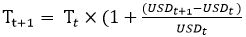 Tₜ₊₁ = Tₜ × (1 + (USDₜ₊₁−USDₜ)/USDₜ